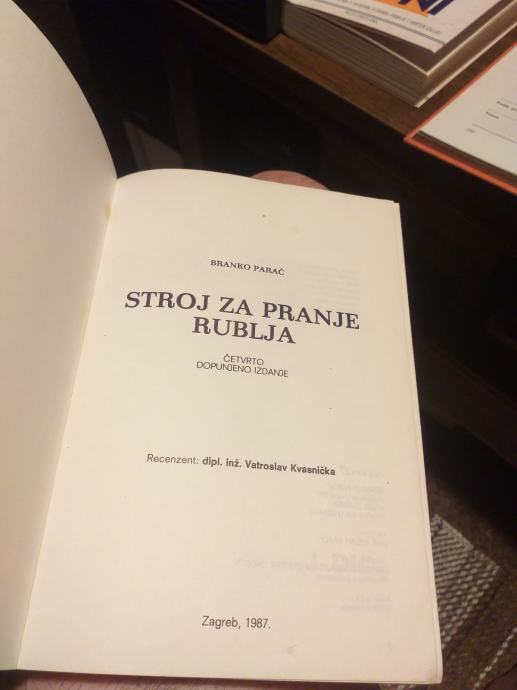 BRANKO PARAĆ
STROJ ZA PRANJE
RUBLJA
ČETVRTO
DOPUNJENO IZDANJE
Recenzent: dipl. inž. Vatroslav Kvasnička
Zagreb, 1987.